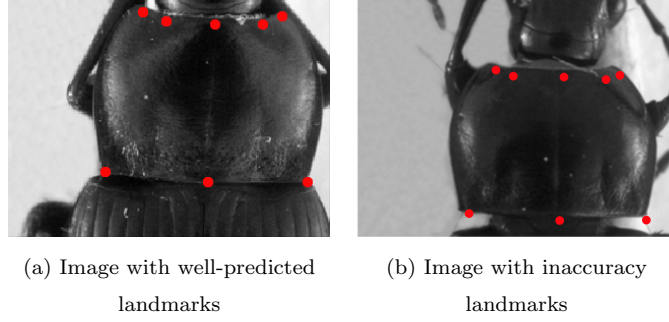 (a) Image with well-predicted
landmarks
(b) Image with inaccuracy
landmarks